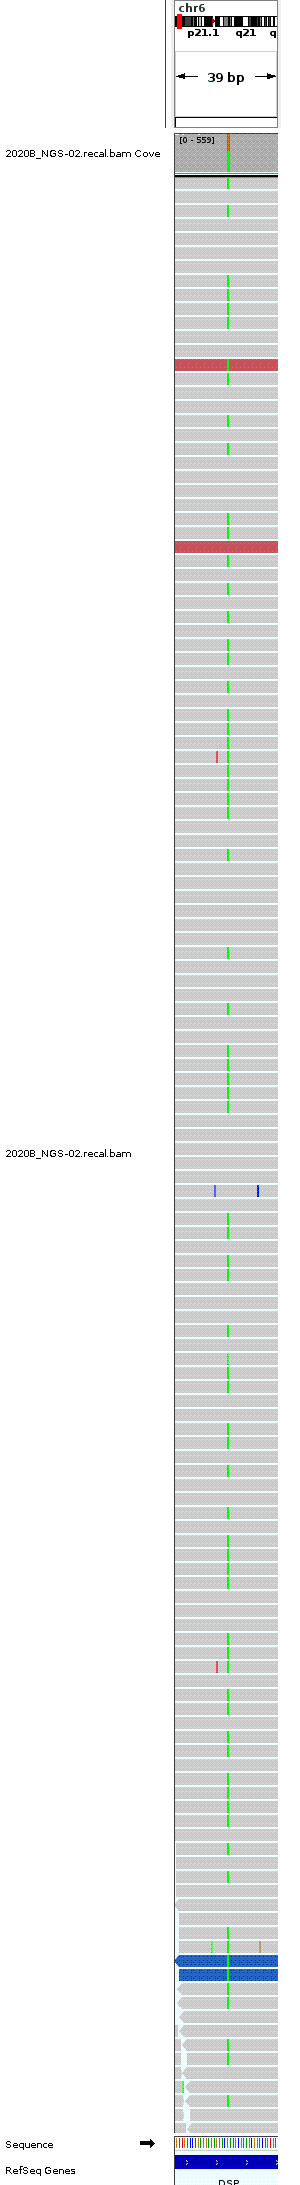 chr6
p21.1 q21 q
39 bp
[0 - 559]
2020B_NGS-02.recal.bam Cove
2020B_NGS-02.recal.bam
Sequence
RefSeq Genes
DSP